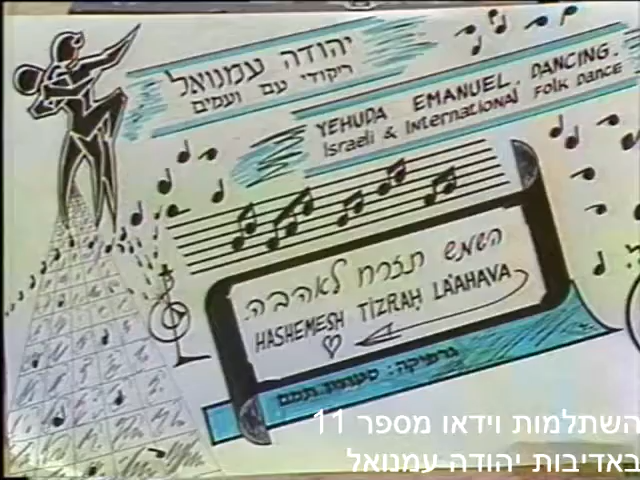 יהודה עמנואל
ריקודי עם ועמים
YEHUDA EMANUEL. DANCING.
Israeli & International Folk Dance
השמש תזרח לאהבה.
HASHEMESH TIZRAH LA'AHAVA
גרפיקה:
השתלמות וידאו מספר 11
באדיבות יהודה עמנואל